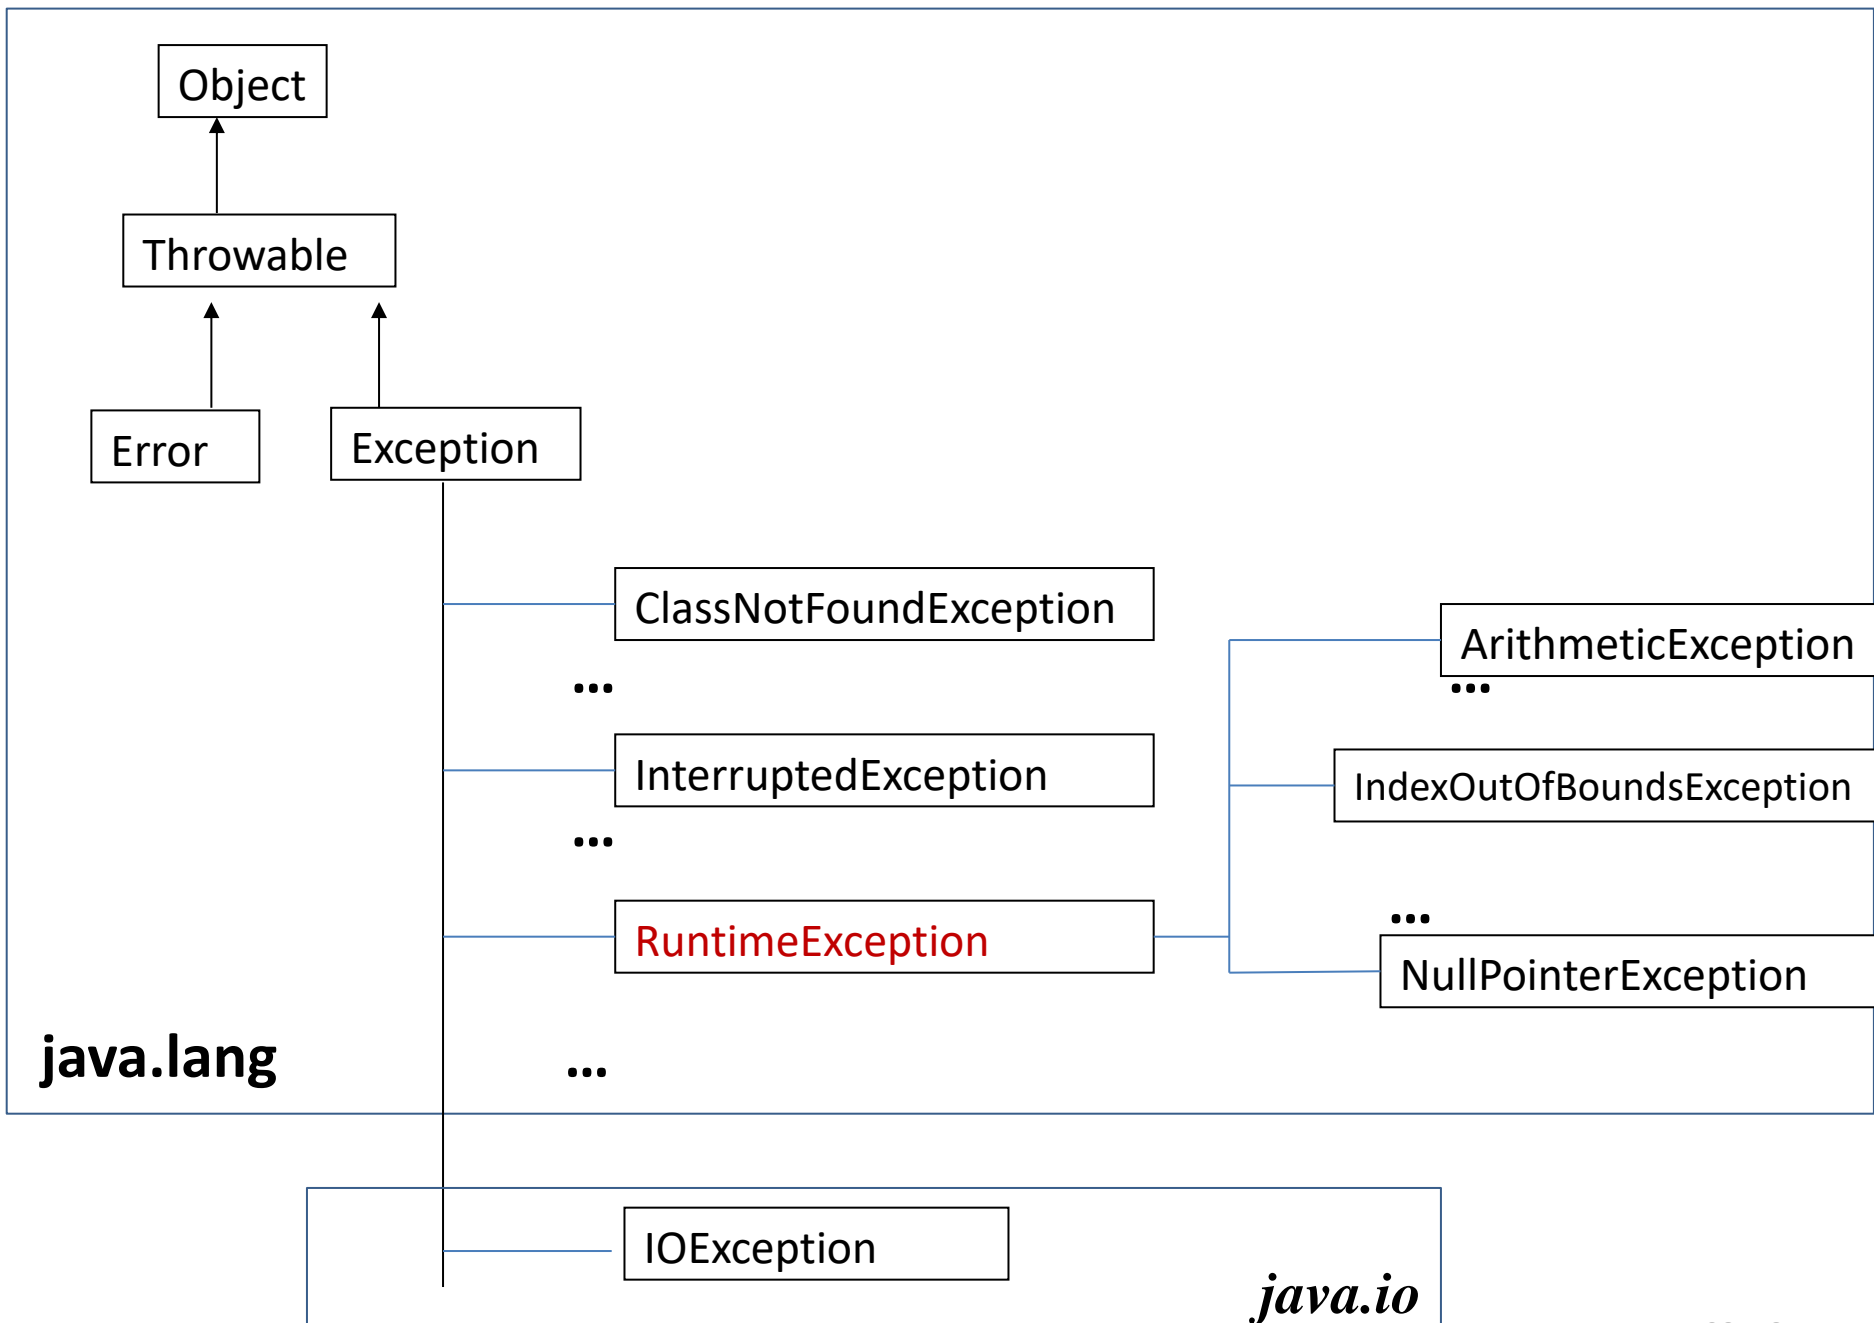 Object
Throwable
Error
Exception
ClassNotFoundException
...
InterruptedException
...
RuntimeException
...
ArithmeticException
...
IndexOutOfBoundsException
...
NullPointerException
java.lang
IOException
java.io